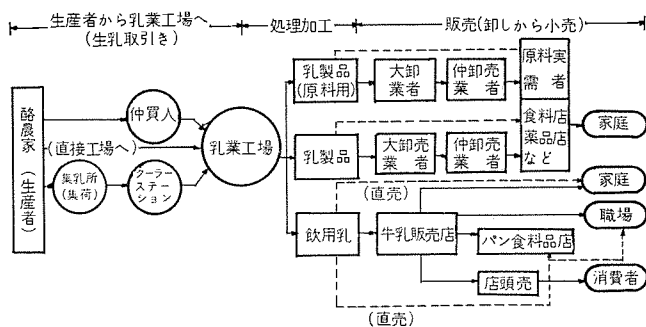 生産者から乳業工場へ
(生乳取引き)
処理加工
販売(卸しから小売)
酪農家(生産者)
仲買人
(直接工場へ)
集乳所
(集荷)
クーラー
ステー
ション
乳業工場
乳製品
(原料用)
大卸
業者
仲卸売
業者
原料実
需者
乳製品
大卸売
業者
仲卸売
業者
食料店
薬品店
など
家庭
(直売)
家庭
飲用乳
牛乳販売店
職場
パン食料品店
店頭売
消費者
(直売)